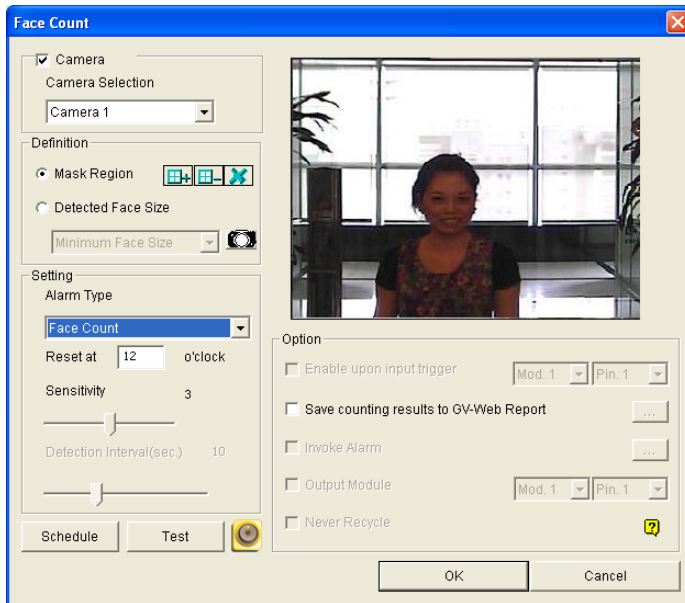 Face Count
Camera
Camera Selection
Camera 1
Definition
Mask Region
Detected Face Size
Minimum Face Size
Setting
Alarm Type
Face Count
Reset at 12 o'clock
Sensitivity 3
Detection Interval(sec.) 10
Schedule Test
Option
Enable upon input trigger Mod. 1 Pin. 1
Save counting results to GV-Web Report ...
Invoke Alarm ...
Output Module Mod. 1 Pin. 1
Never Recycle ?
OK Cancel